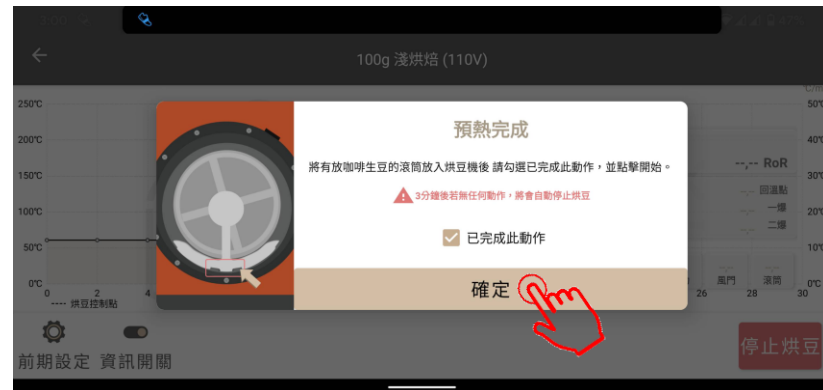 3:00
47%
100g 淺烘焙 (110V)
250℃
200℃
150℃
100℃
50℃
0℃
預熱完成
將有放咖啡生豆的滾筒放入烘豆機後 請勾選已完成此動作，並點擊開始。
3分鐘後若無任何動作，將會自動停止烘豆
已完成此動作
確定
--,-- RoR
--,-- 回溫點
--,-- 一爆
--,-- 二爆
風門 滾筒
0 2 4 26 28 30
---- 烘豆控制點
前期設定 資訊開關
停止烘豆